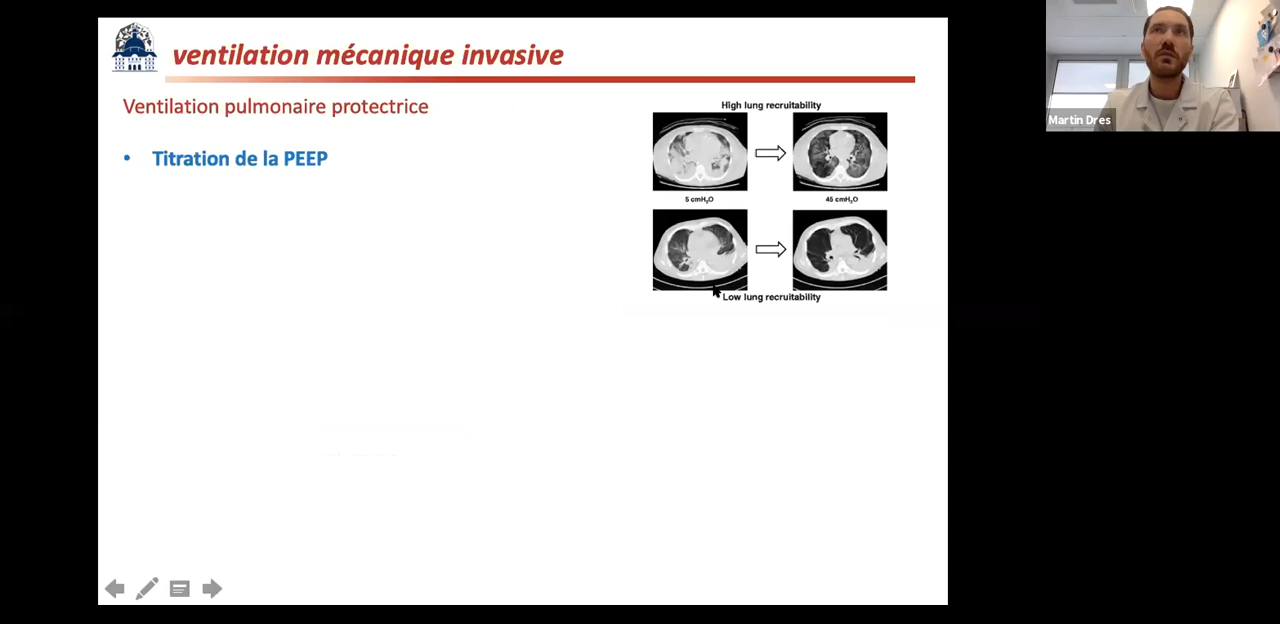 ventilation mécanique invasive
Ventilation pulmonaire protectrice
• Titration de la PEEP
High lung recruitability
5 cmH₂O
45 cmH₂O
Low lung recruitability
Martin Dres